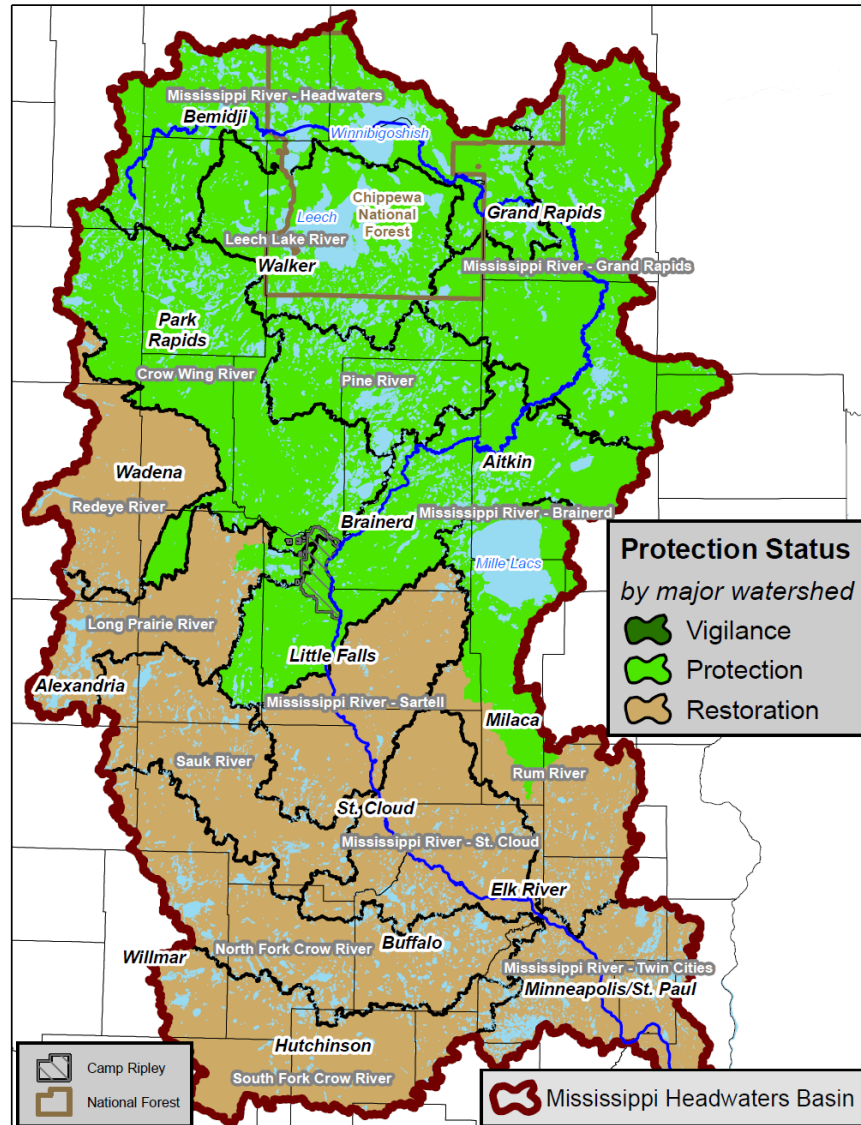 Mississippi River - Headwaters
Bemidji
Winnibigoshish
Chippewa
National
Forest
Leech
Grand Rapids
Leech Lake River
Walker
Mississippi River - Grand Rapids
Park
Rapids
Crow Wing River
Pine River
Aitkin
Wadena
Redeye River
Brainerd
Mississippi River - Brainerd
Mille Lacs
Long Prairie River
Little Falls
Alexandria
Mississippi River - Sartell
Milaca
Sauk River
Rum River
St. Cloud
Mississippi River - St. Cloud
Elk River
Willmar
North Fork Crow River
Buffalo
Mississippi River - Twin Cities
Minneapolis/St. Paul
Hutchinson
South Fork Crow River
Protection Status
by major watershed
Vigilance
Protection
Restoration
Camp Ripley
National Forest
Mississippi Headwaters Basin